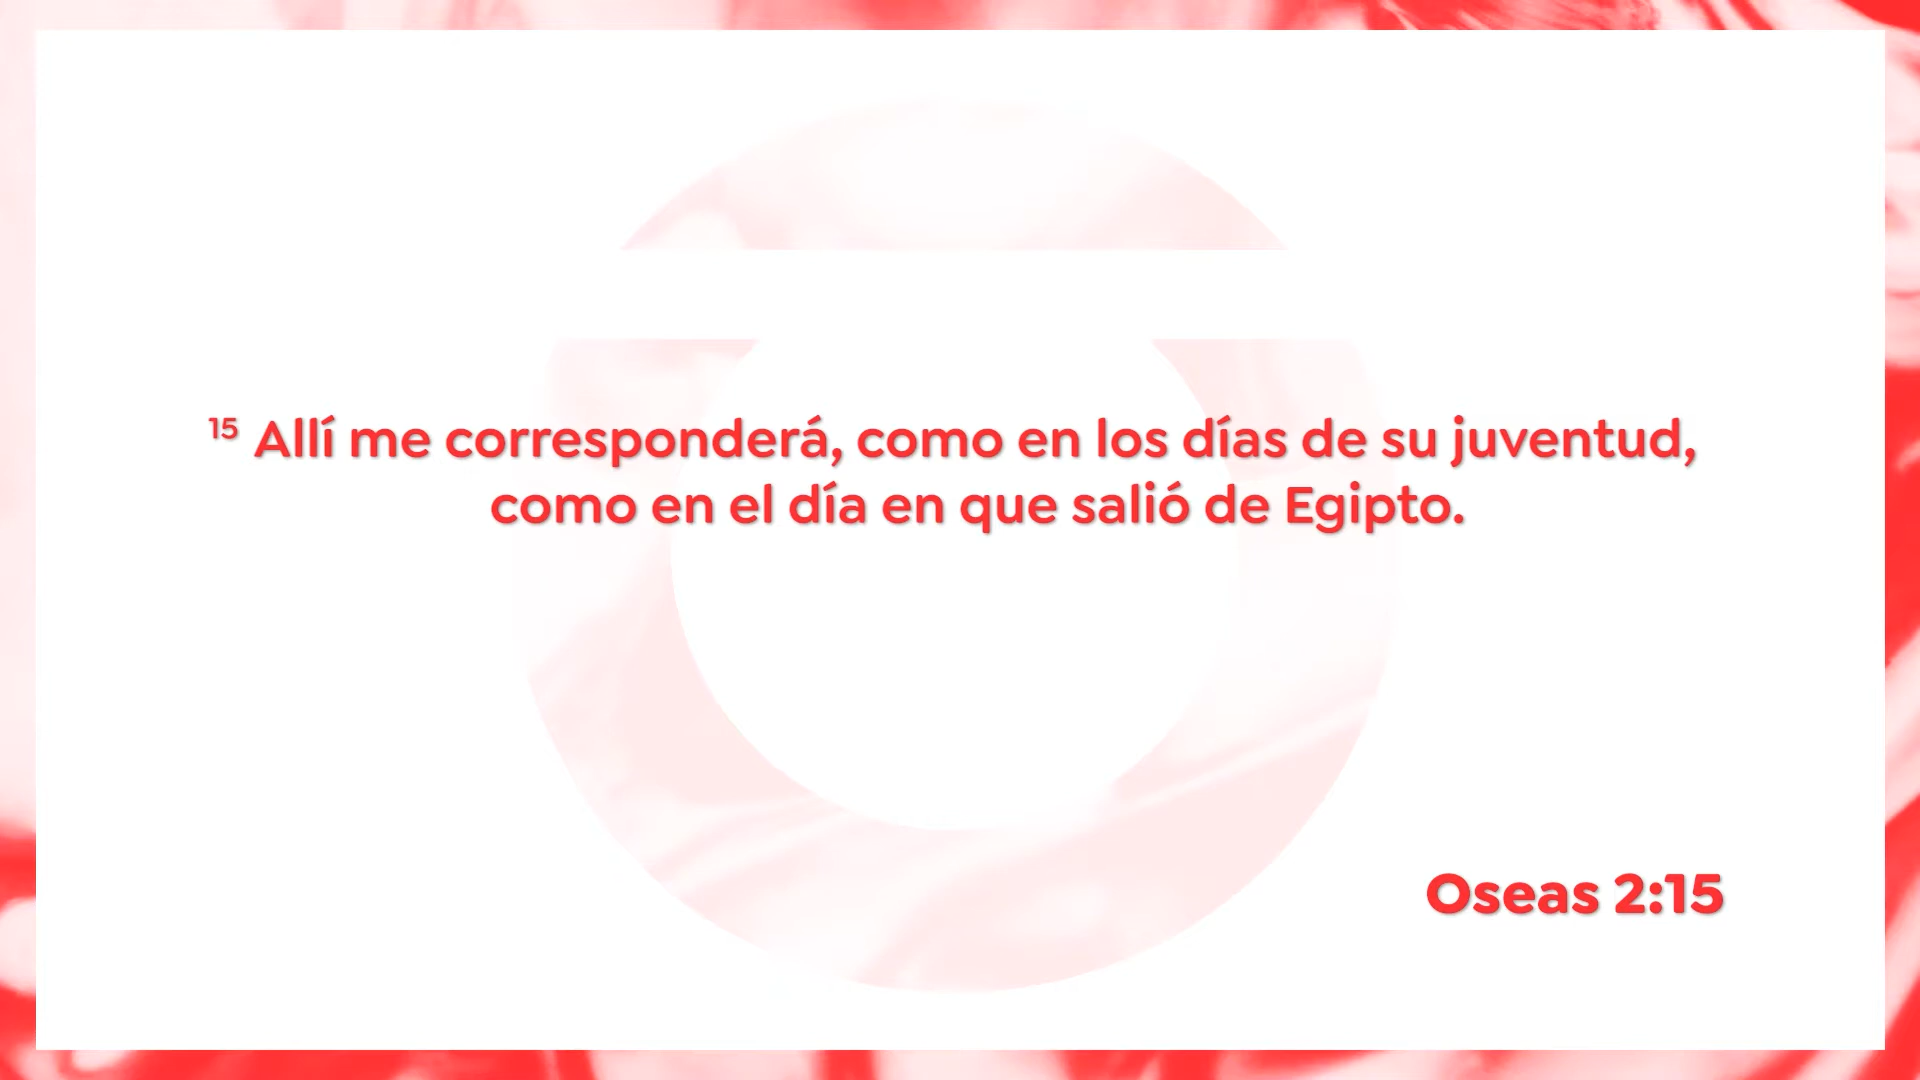 ¹⁵ Allí me corresponderá, como en los días de su juventud,
como en el día en que salió de Egipto.
Oseas 2:15